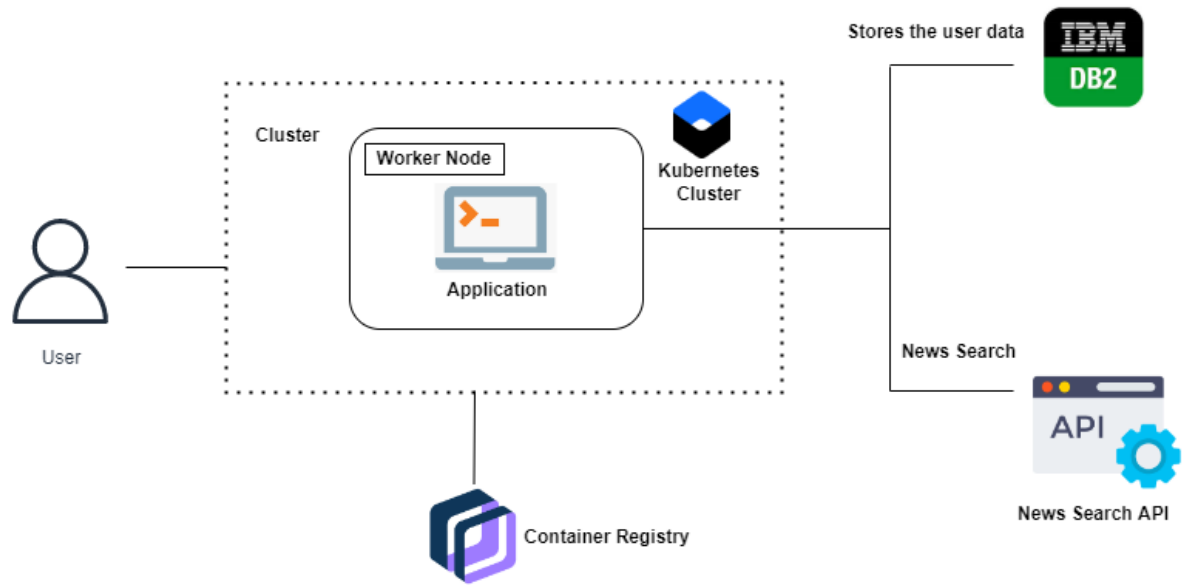 Stores the user data
IBM
DB2
Cluster
Worker Node
Kubernetes
Cluster
Application
User
News Search
API
News Search API
Container Registry